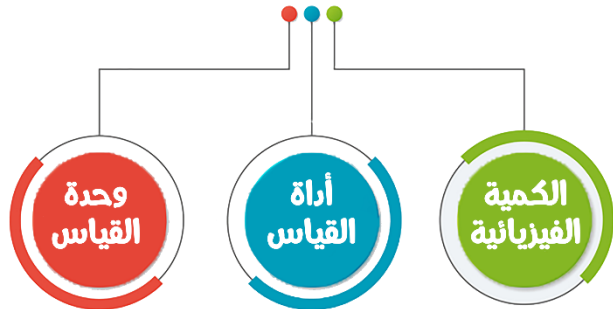 الكمية
الفيزيائية
أداة
القياس
وحدة
القياس